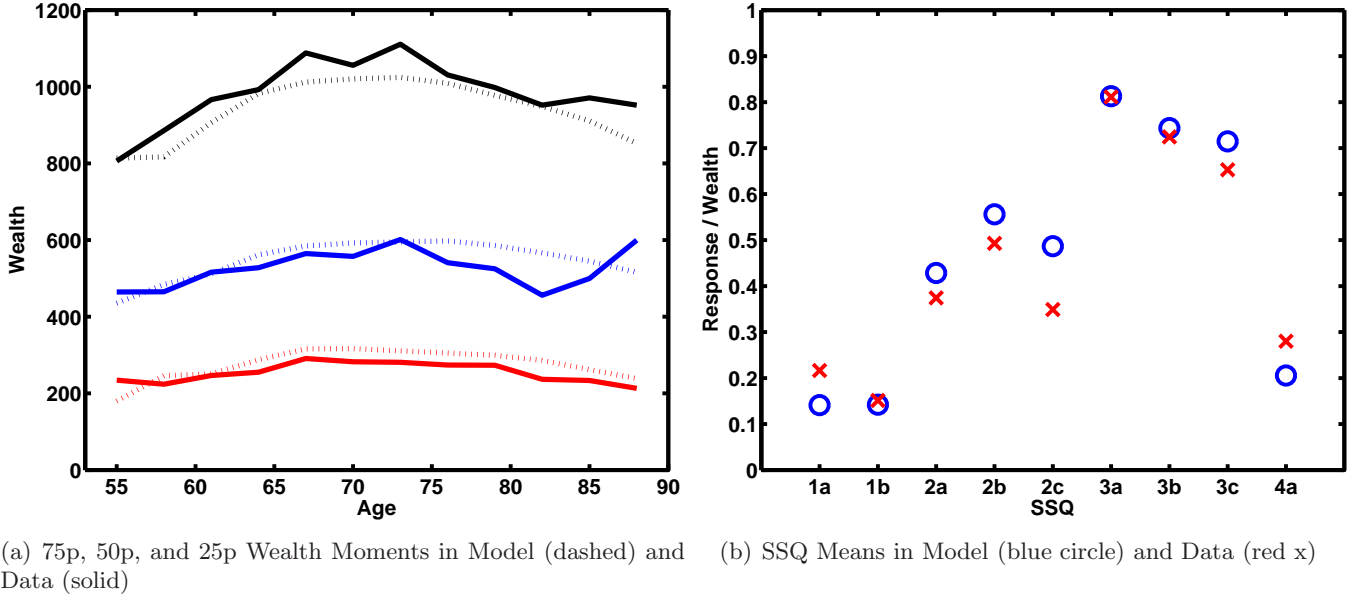 1200
1000
800
600
400
200
0
Wealth
55
60
65
70
75
80
85
90
Age
1
0.9
0.8
0.7
0.6
0.5
0.4
0.3
0.2
0.1
0
Response / Wealth
1a
1b
2a
2b
2c
3a
3b
3c
4a
SSQ
(a) 75p, 50p, and 25p Wealth Moments in Model (dashed) and
Data (solid)
(b) SSQ Means in Model (blue circle) and Data (red x)